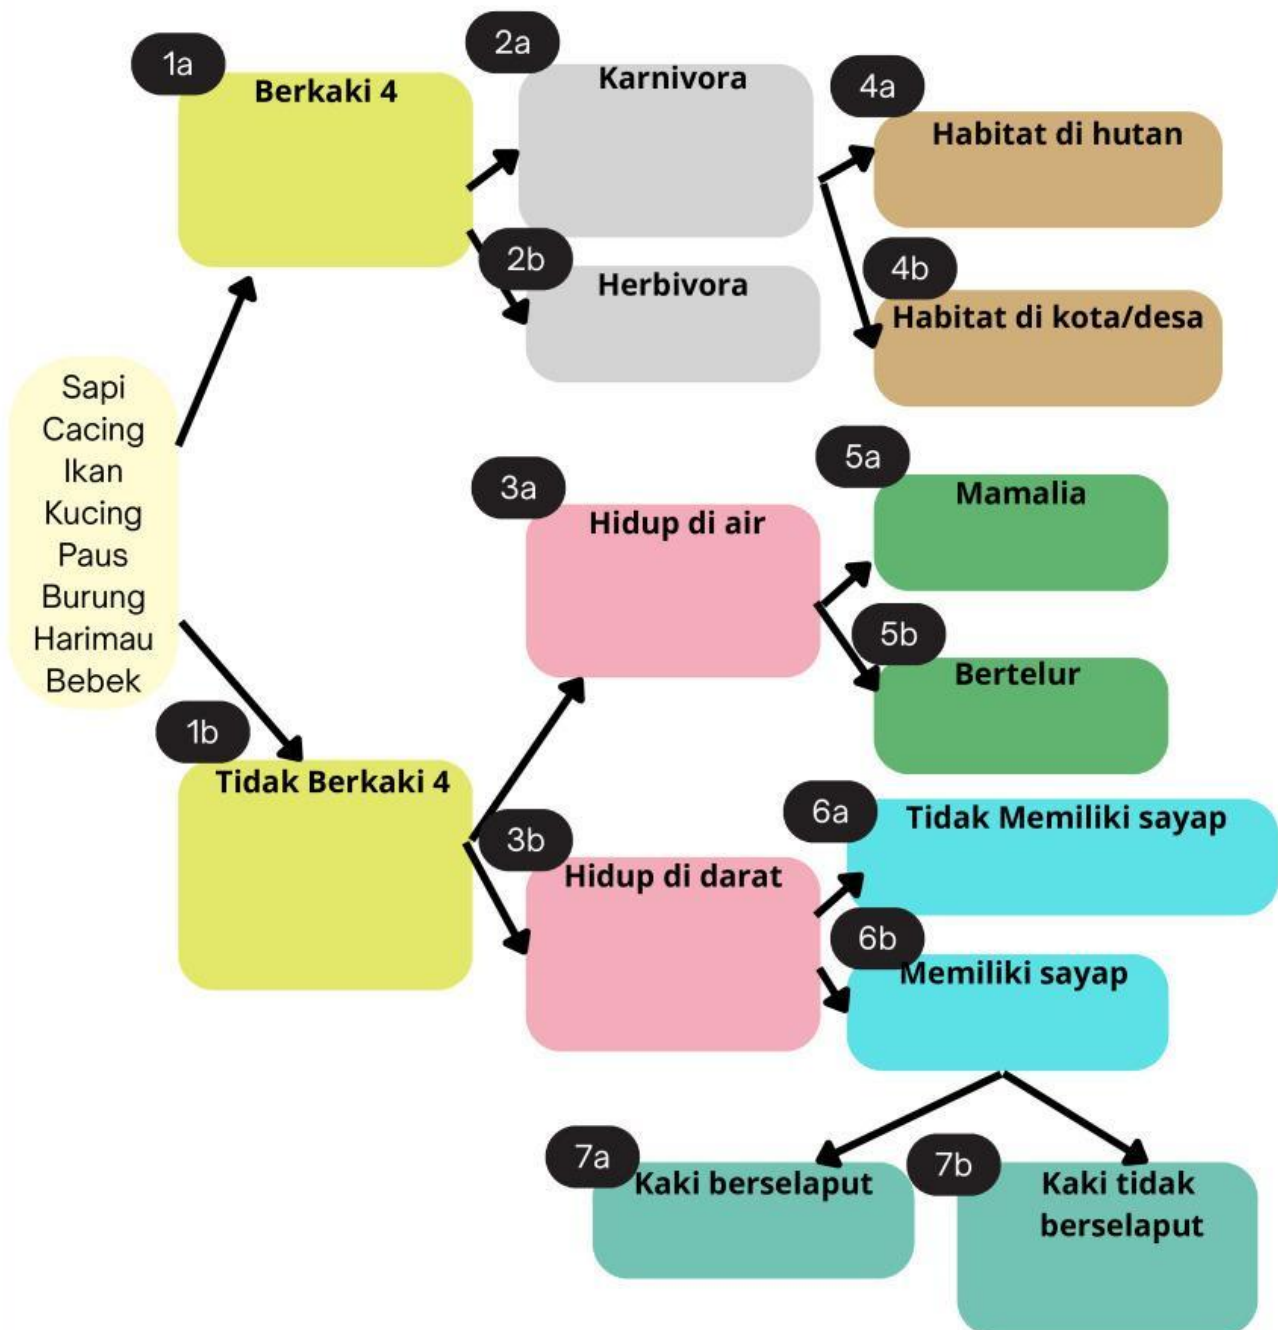 1a
Berkaki 4
2a
Karnivora
4a
Habitat di hutan
2b
Herbivora
4b
Habitat di kota/desa
Sapi
Cacing
Ikan
Kucing
Paus
Burung
Harimau
Bebek
3a
Hidup di air
5a
Mamalia
5b
Bertelur
1b
Tidak Berkaki 4
3b
Hidup di darat
6a
Tidak Memiliki sayap
6b
Memiliki sayap
7a
Kaki berselaput
7b
Kaki tidak
berselaput